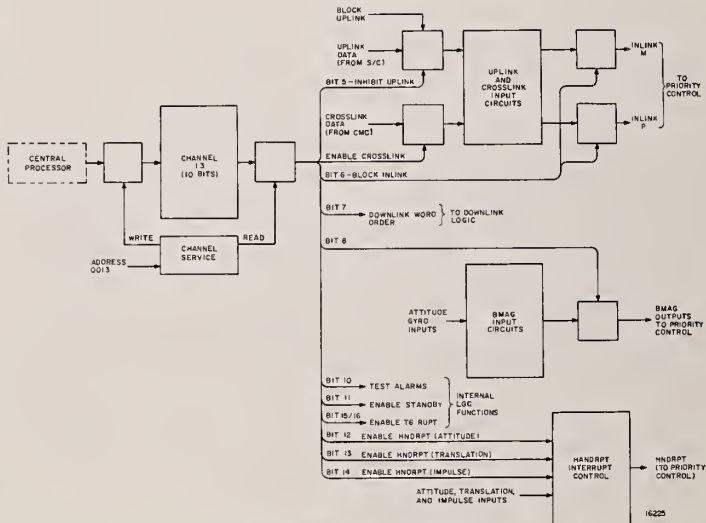 BLOCK
UPLINK
UPLINK
DATA
(FROM S/C)
BIT 5-INHIBIT UPLINK
UPLINK
AND
CROSSLINK
INPUT
CIRCUITS
INLINK
M
TO
PRIORITY
CONTROL
INLINK
P
CROSSLINK
DATA
(FROM CMC)
ENABLE CROSSLINK
BIT 6-BLOCK INLINK
CENTRAL
PROCESSOR
CHANNEL
13
(10 BITS)
WRITE
READ
CHANNEL
SERVICE
ADDRESS
0013
BIT 7
DOWNLINK WORD
ORDER
TO DOWNLINK
LOGIC
BIT 8
ATTITUDE
GYRO
INPUTS
BMAG
INPUT
CIRCUITS
BMAG
OUTPUTS
TO PRIORITY
CONTROL
BIT 10
TEST ALARMS
BIT 11
ENABLE STANDBY
BIT 15/16
ENABLE T6 RUPT
INTERNAL
LGC
FUNCTIONS
BIT 12 ENABLE HNDRPT (ATTITUDE)
BIT 13 ENABLE HNDRPT (TRANSLATION)
BIT 14 ENABLE HNDRPT (IMPULSE)
ATTITUDE, TRANSLATION,
AND IMPULSE INPUTS
HANDRPT
INTERRUPT
CONTROL
HNDRPT
(TO PRIORITY
CONTROL)
16225